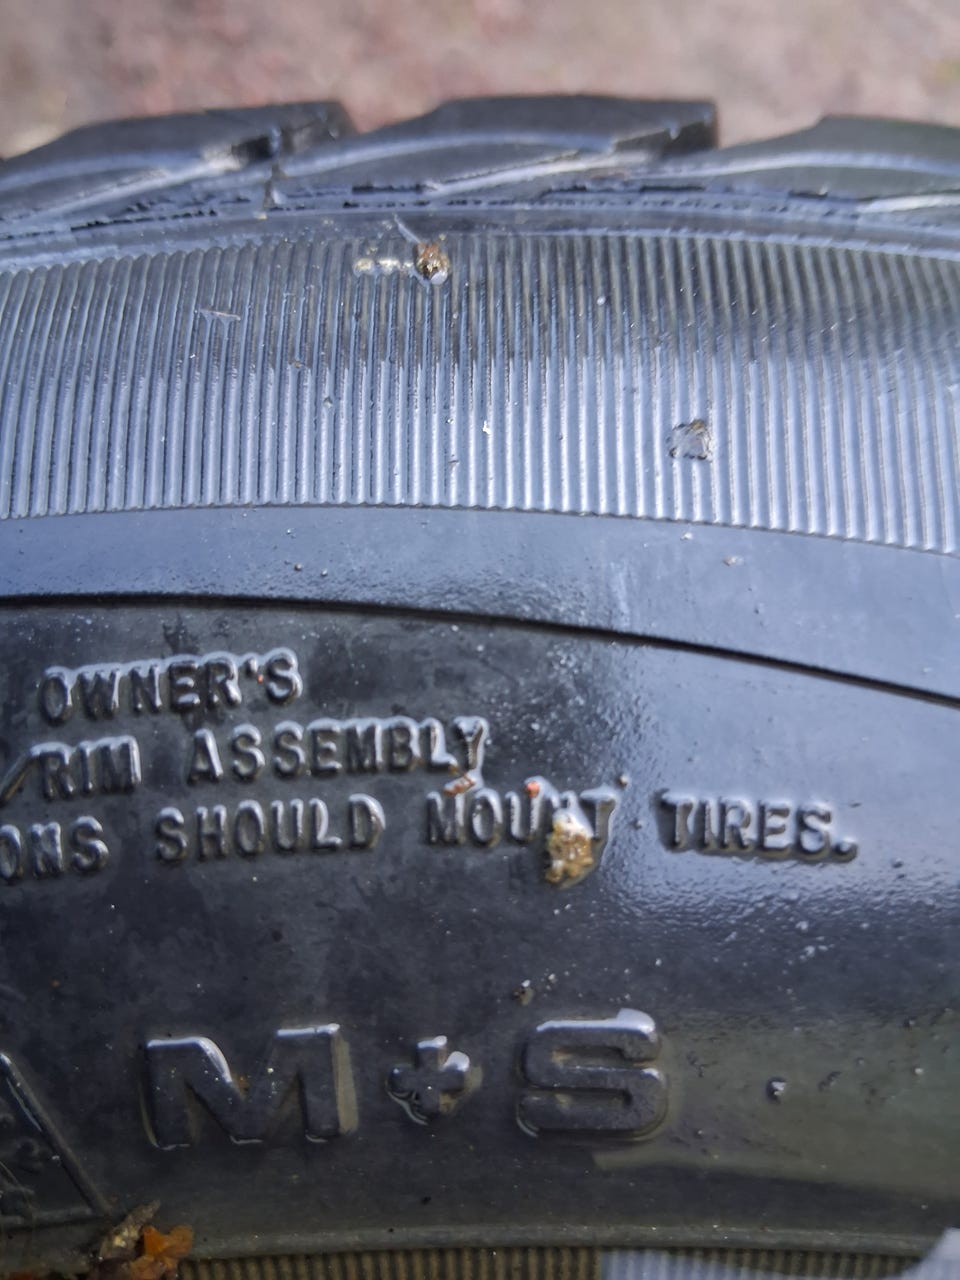 OWNER'S
/RIM ASSEMBLY
ONS SHOULD MOUNT TIRES.
M+S